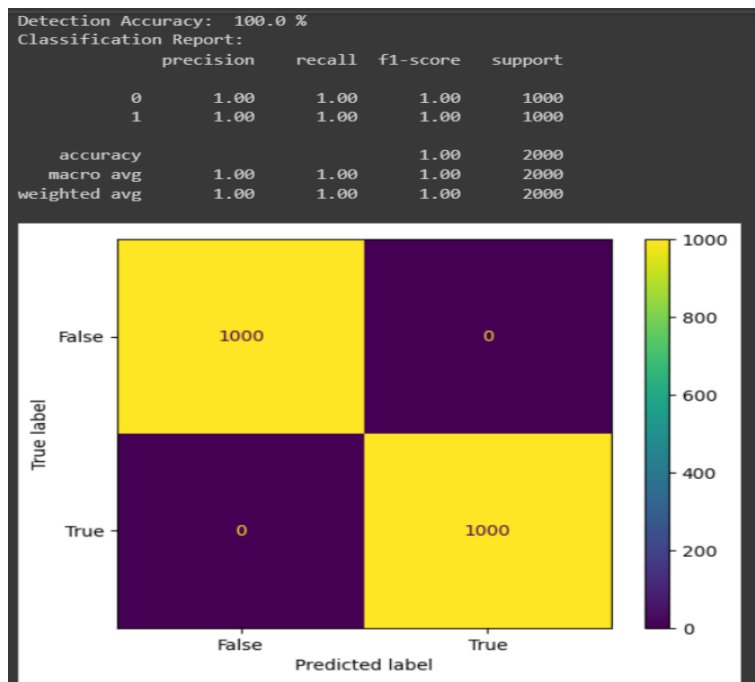 Detection Accuracy:  100.0 %
Classification Report:
              precision    recall  f1-score   support

           0       1.00      1.00      1.00      1000
           1       1.00      1.00      1.00      1000

    accuracy                           1.00      2000
   macro avg       1.00      1.00      1.00      2000
weighted avg       1.00      1.00      1.00      2000
1000
800
600
400
200
0
True label
False
1000 0
True
0 1000
False True
Predicted label